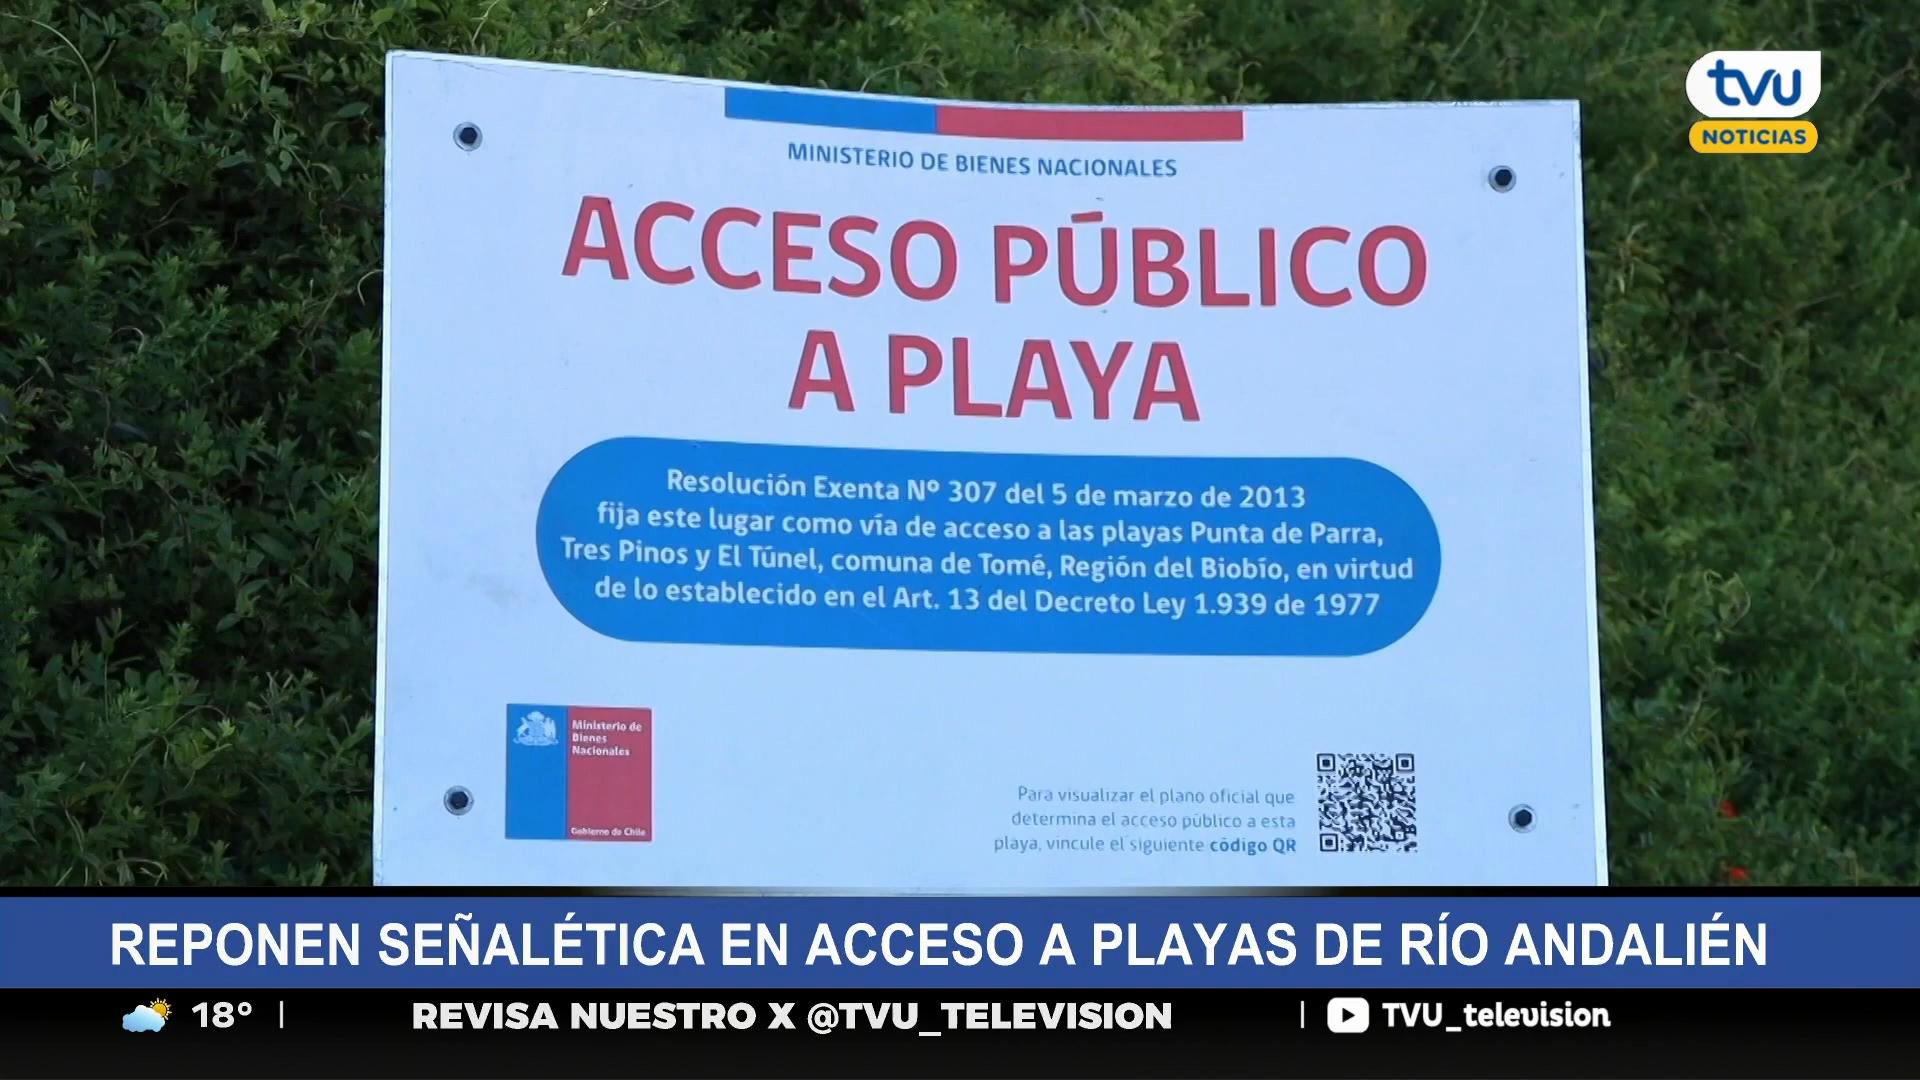 tvu
NOTICIAS
MINISTERIO DE BIENES NACIONALES
ACCESO PÚBLICO
A PLAYA
Resolución Exenta Nº 307 del 5 de marzo de 2013
fija este lugar como vía de acceso a las playas Punta de Parra,
Tres Pinos y El Túnel, comuna de Tomé, Región del Biobío, en virtud
de lo establecido en el Art. 13 del Decreto Ley 1.939 de 1977
Ministerio de
Bienes
Nacionales
Gobierno de Chile
Para visualizar el plano oficial que
determina el acceso público a esta
playa, vincule el siguiente código QR
REPONEN SEÑALÉTICA EN ACCESO A PLAYAS DE RÍO ANDALIÉN
18° | REVISA NUESTRO X @TVU_TELEVISION | TVU_television